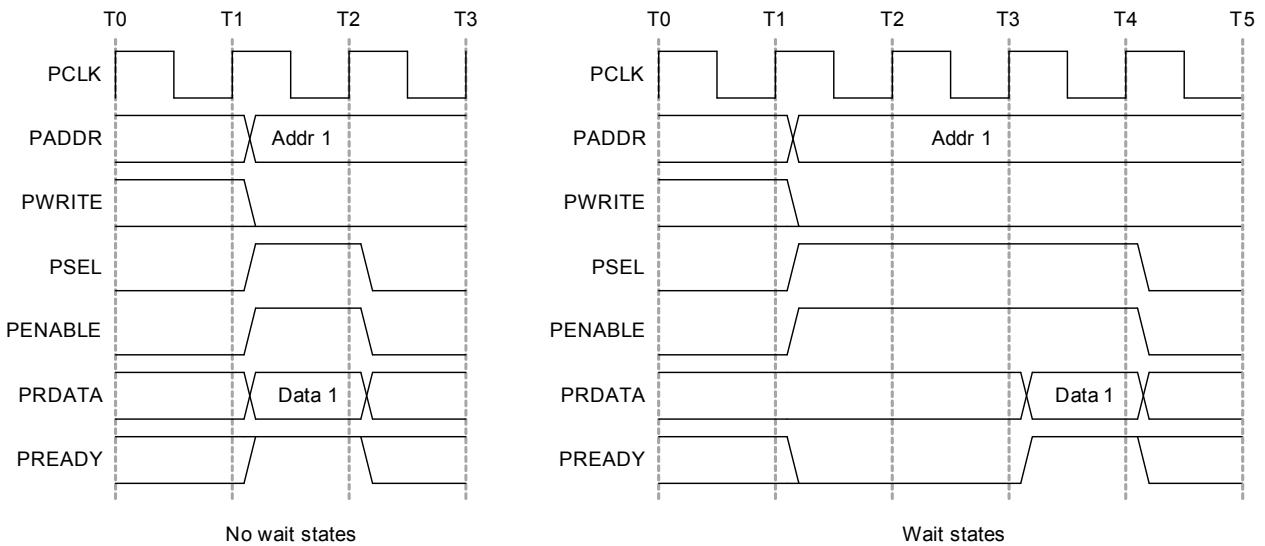 T0 T1 T2 T3 T0 T1 T2 T3 T4 T5
PCLK PCLK
PADDR Addr 1 PADDR Addr 1
PWRITE PWRITE
PSEL PSEL
PENABLE PENABLE
PRDATA Data 1 PRDATA Data 1
PREADY PREADY
No wait states Wait states